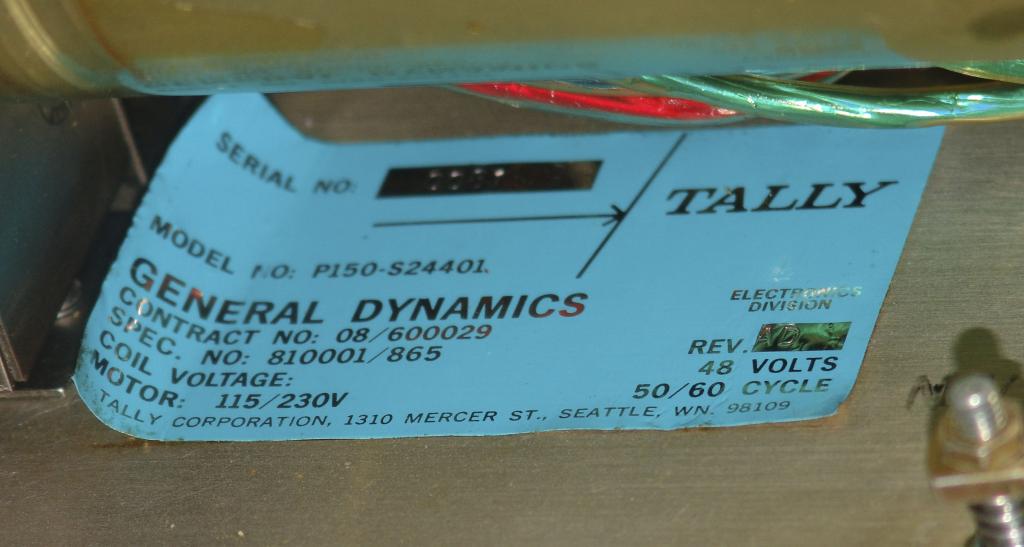 SERIAL NO:
TALLY
MODEL NO: P150-S24401.
GENERAL DYNAMICS
ELECTRONICS
DIVISION
CONTRACT NO: 08/600029
SPEC. NO: 810001/865
REV. AD
COIL VOLTAGE: 48 VOLTS
MOTOR: 115/230V 50/60 CYCLE
TALLY CORPORATION, 1310 MERCER ST., SEATTLE, WN. 98109